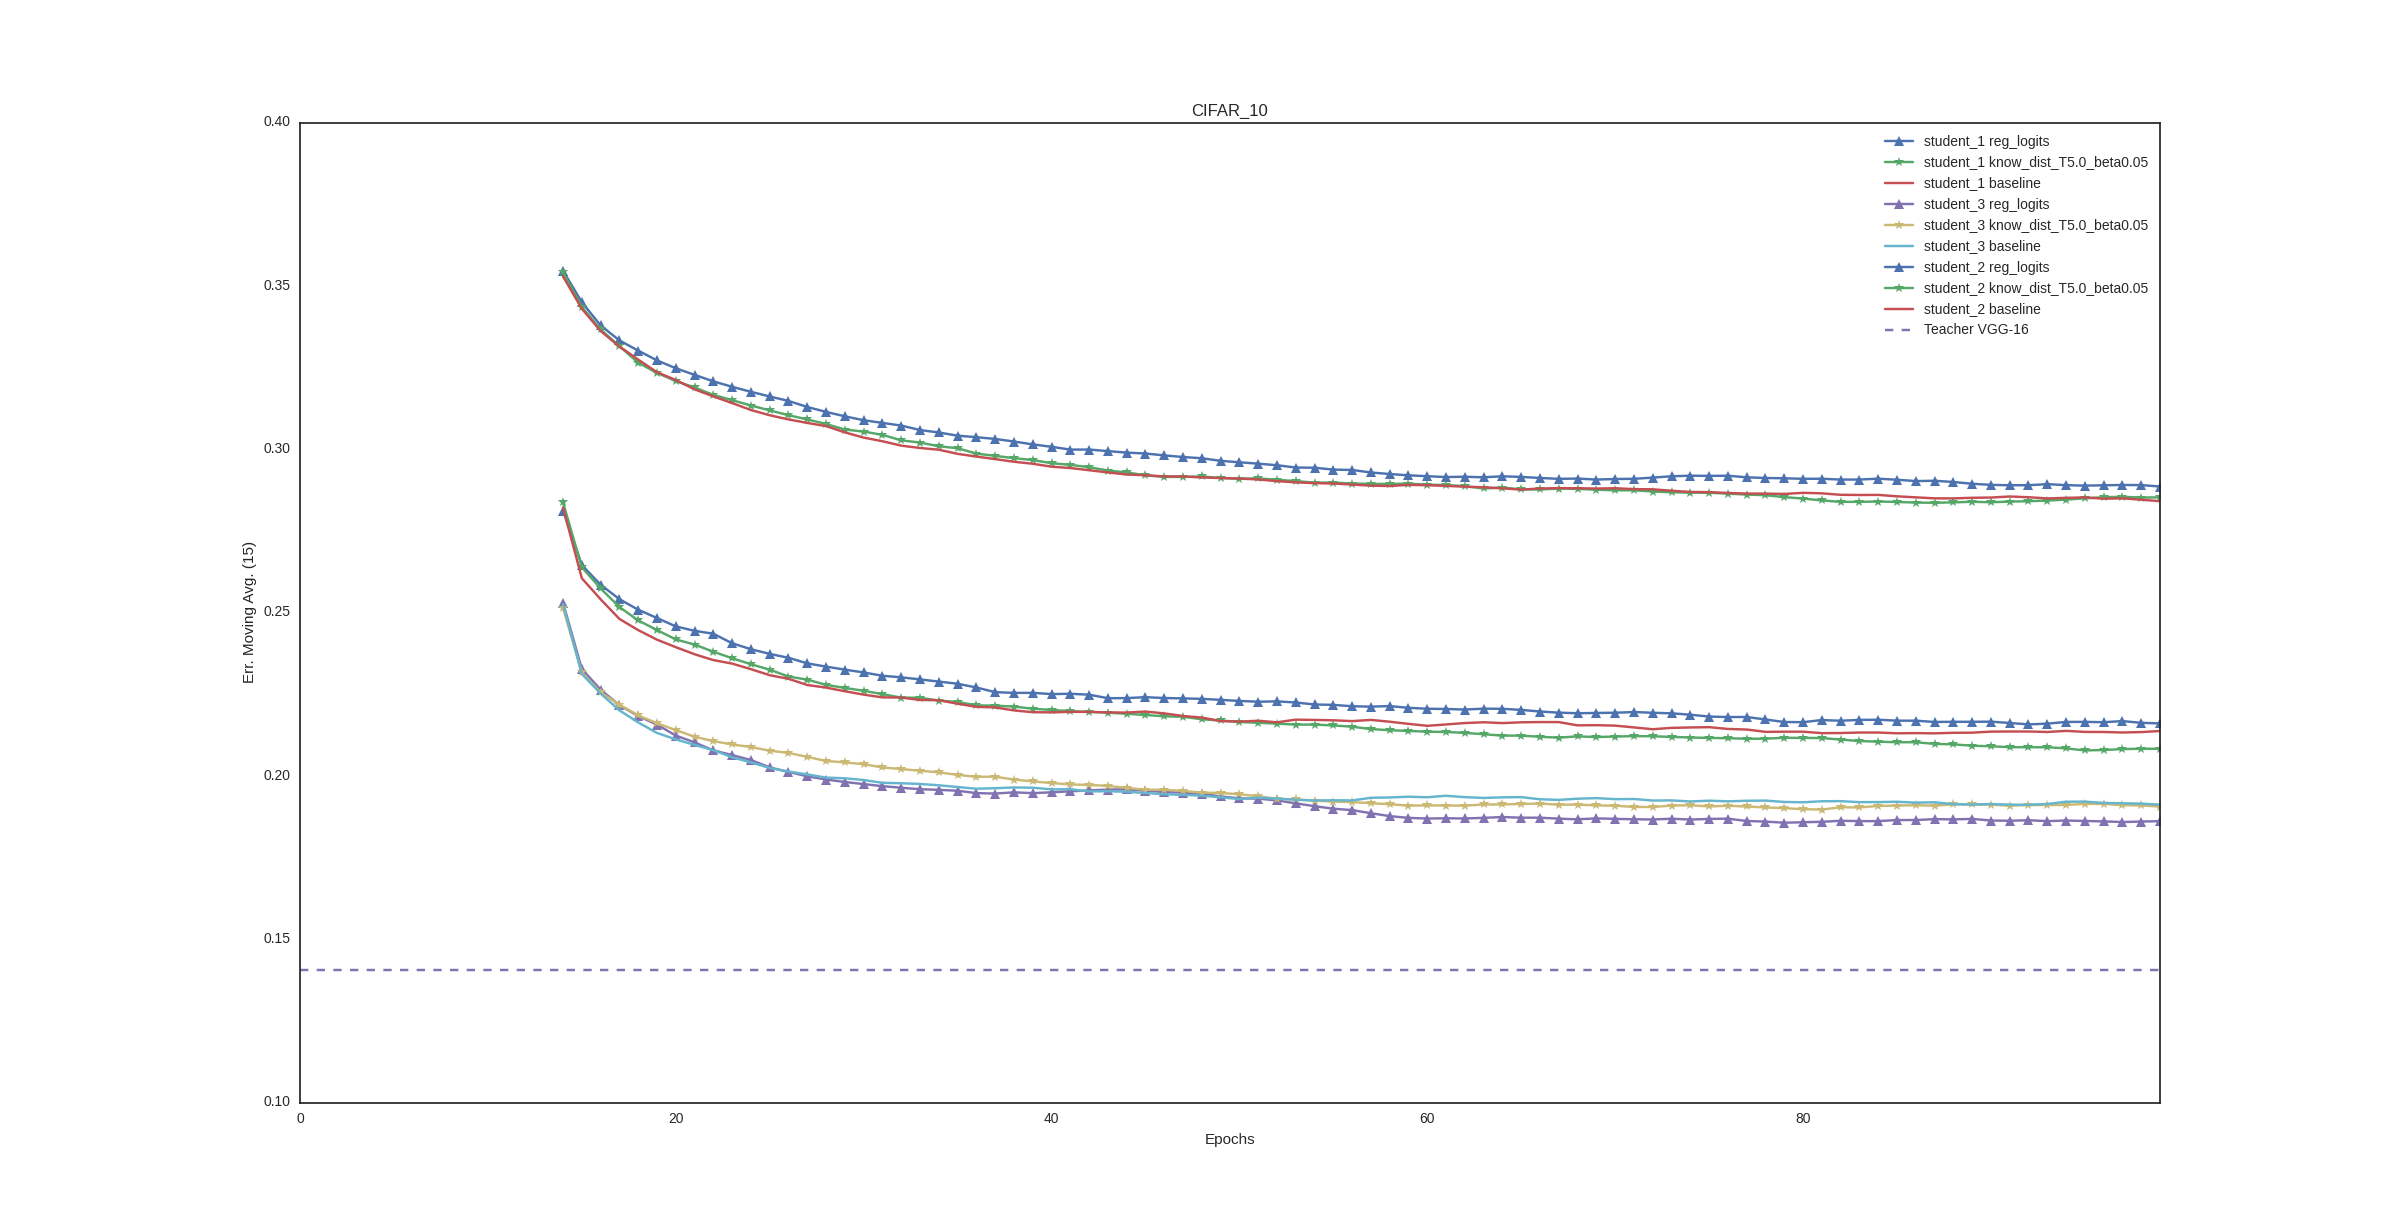 CIFAR_10
0.40
0.35
0.30
0.25
0.20
0.15
0.10
Err. Moving Avg. (15)
student_1 reg_logits
student_1 know_dist_T5.0_beta0.05
student_1 baseline
student_3 reg_logits
student_3 know_dist_T5.0_beta0.05
student_3 baseline
student_2 reg_logits
student_2 know_dist_T5.0_beta0.05
student_2 baseline
Teacher VGG-16
0 20 40 60 80
Epochs